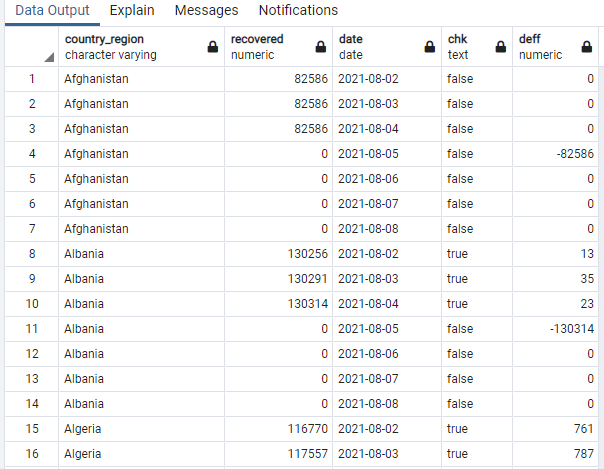 Data Output Explain Messages Notifications
country_region recovered date chk deff
character varying numeric date text numeric
1 Afghanistan 82586 2021-08-02 false 0
2 Afghanistan 82586 2021-08-03 false 0
3 Afghanistan 82586 2021-08-04 false 0
4 Afghanistan 0 2021-08-05 false -82586
5 Afghanistan 0 2021-08-06 false 0
6 Afghanistan 0 2021-08-07 false 0
7 Afghanistan 0 2021-08-08 false 0
8 Albania 130256 2021-08-02 true 13
9 Albania 130291 2021-08-03 true 35
10 Albania 130314 2021-08-04 true 23
11 Albania 0 2021-08-05 false -130314
12 Albania 0 2021-08-06 false 0
13 Albania 0 2021-08-07 false 0
14 Albania 0 2021-08-08 false 0
15 Algeria 116770 2021-08-02 true 761
16 Algeria 117557 2021-08-03 true 787